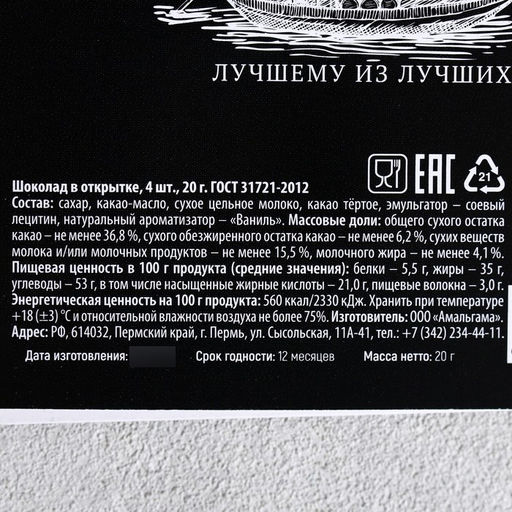 ЛУЧШЕМУ ИЗ ЛУЧШИХ
EAC
21
Шоколад в открытке, 4 шт., 20 г. ГОСТ 31721-2012
Состав: сахар, какао-масло, сухое цельное молоко, какао тёртое, эмульгатор – соевый
лецитин, натуральный ароматизатор – «Ваниль». Массовые доли: общего сухого остатка
какао – не менее 36,8 %, сухого обезжиренного остатка какао – не менее 6,2 %, сухих веществ
молока и/или молочных продуктов – не менее 15,5 %, молочного жира – не менее 4,1 %.
Пищевая ценность в 100 г продукта (средние значения): белки – 5,5 г, жиры – 35 г,
углеводы – 53 г, в том числе насыщенные жирные кислоты – 21,0 г, пищевые волокна – 3,0 г.
Энергетическая ценность на 100 г продукта: 560 ккал/2330 кДж. Хранить при температуре
+18 (±3) °С и относительной влажности воздуха не более 75%. Изготовитель: ООО «Амальгама».
Адрес: РФ, 614032, Пермский край, г. Пермь, ул. Сысольская, 11А-41, тел.: +7 (342) 234-44-11.
Дата изготовления: Срок годности: 12 месяцев Масса нетто: 20 г